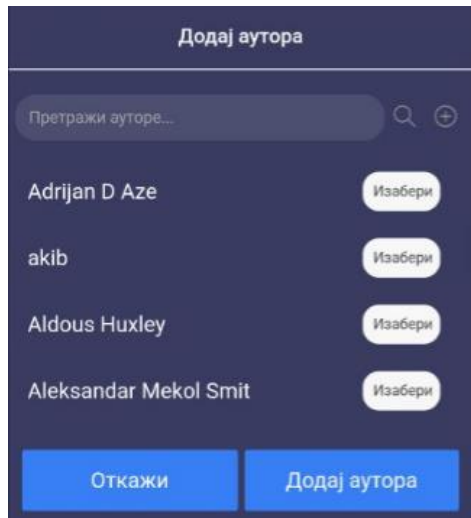 Додај аутора
Претражи ауторе...
Adrijan D Aze Изабери
akib Изабери
Aldous Huxley Изабери
Aleksandar Mekol Smit Изабери
Откажи Додај аутора